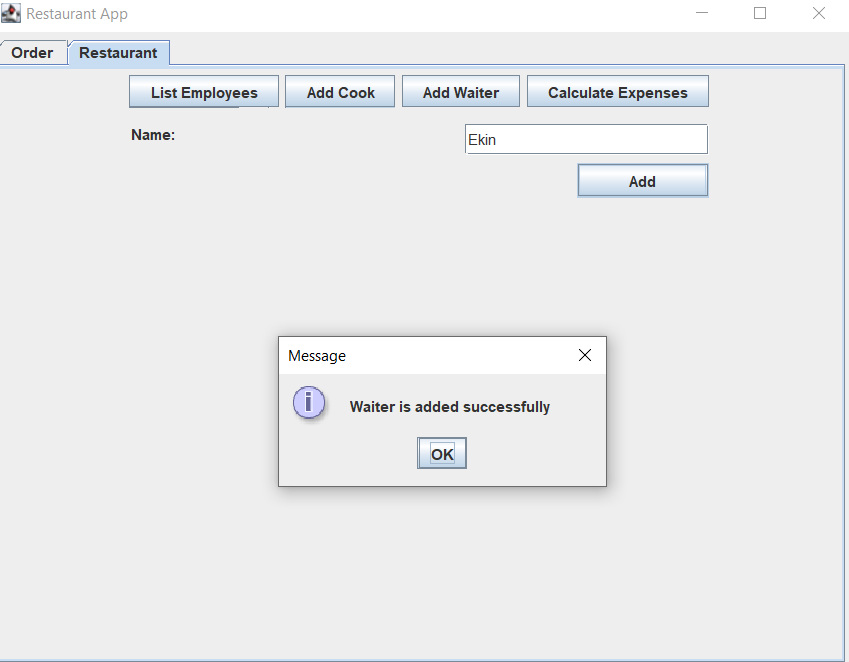 Restaurant App
Order Restaurant
List Employees Add Cook Add Waiter Calculate Expenses
Name: Ekin
Add
Message
i Waiter is added successfully
OK